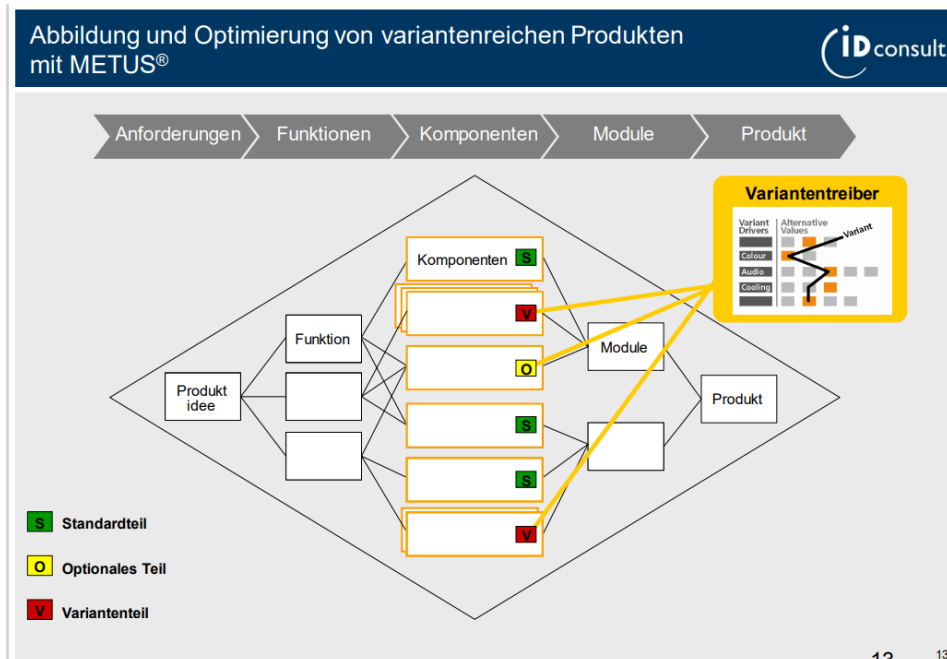 Abbildung und Optimierung von variantenreichen Produkten
mit METUS®
iD consult
Anforderungen
Funktionen
Komponenten
Module
Produkt
Variantentreiber
Variant
Drivers
Alternative
Values
Variant
Colour
Audio
Cooling
Komponenten
S
V
Funktion
O
Module
Produkt
idee
Produkt
S
S
V
S Standardteil
O Optionales Teil
V Variantenteil
13
13